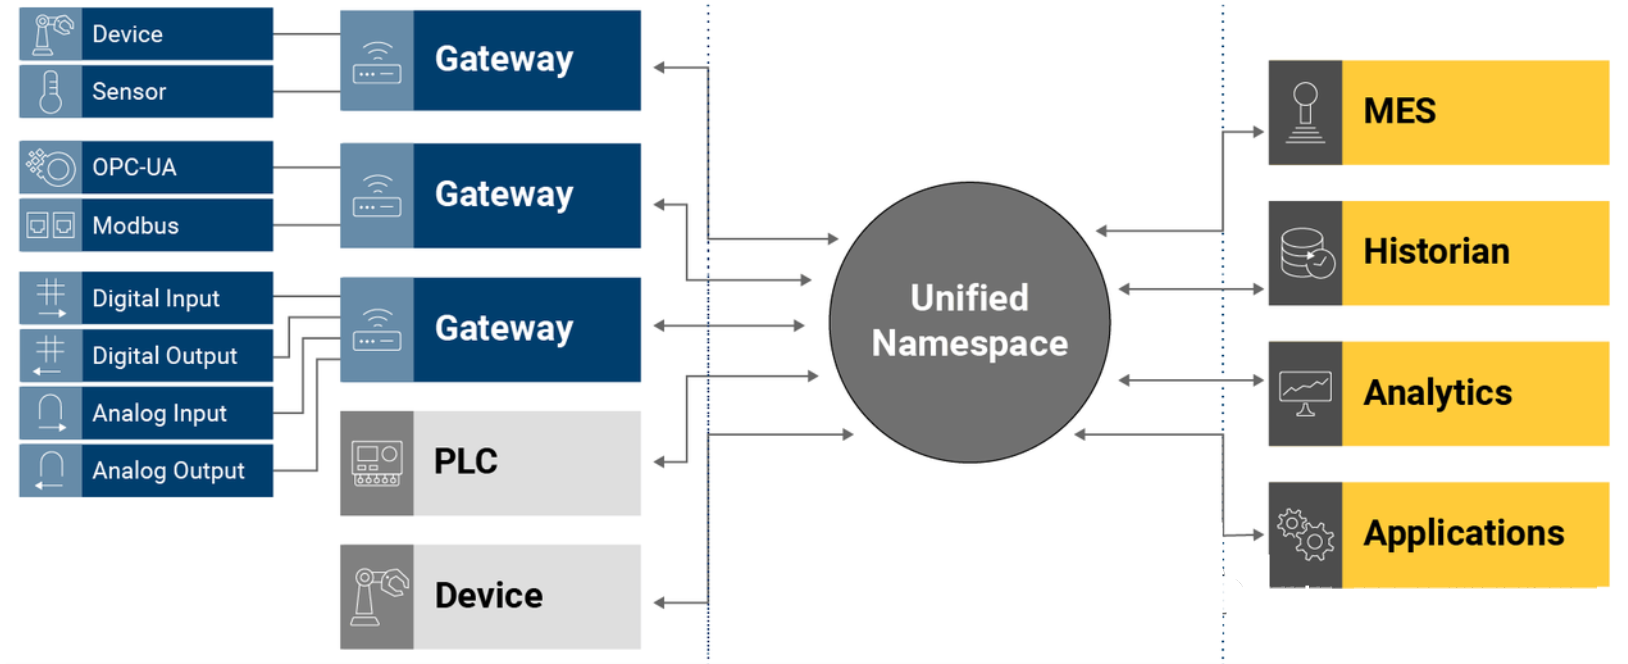 Device
Sensor
Gateway
OPC-UA
Modbus
Gateway
Digital Input
Digital Output
Analog Input
Analog Output
Gateway
PLC
Device
Unified
Namespace
MES
Historian
Analytics
Applications